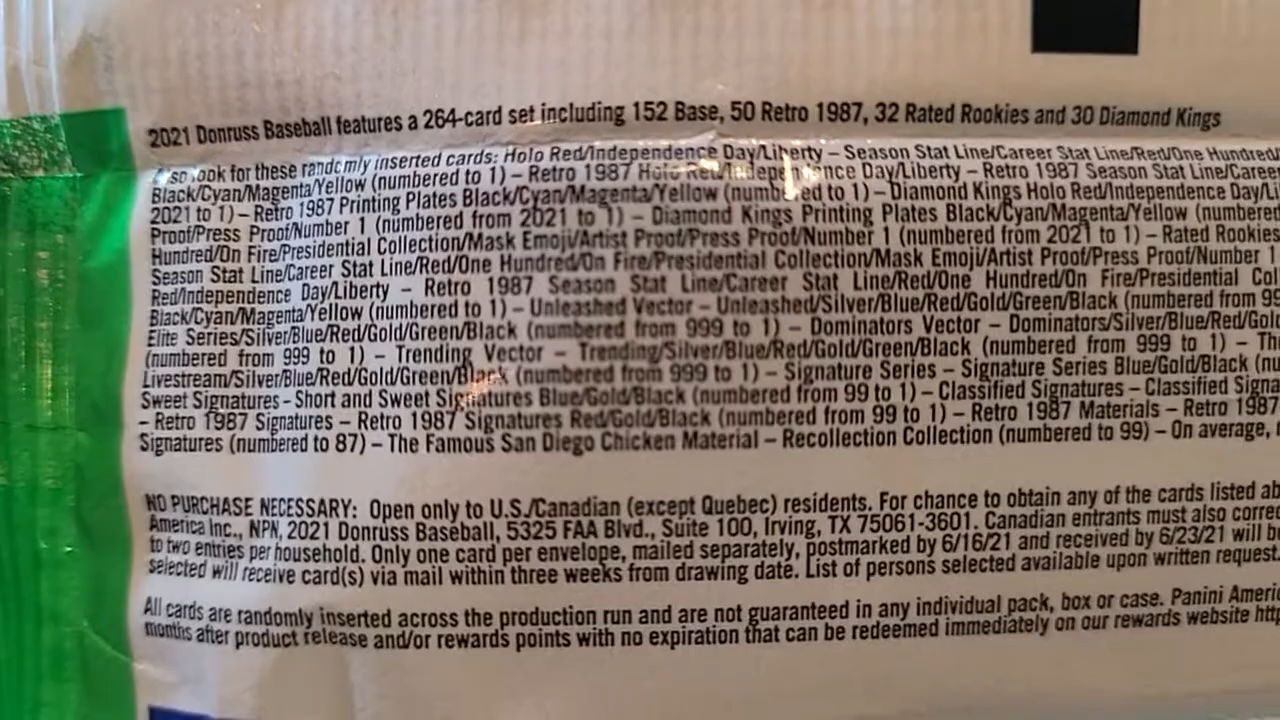 2021 Donruss Baseball features a 264-card set including 152 Base, 50 Retro 1987, 32 Rated Rookies and 30 Diamond Kings
look for these randomly inserted cards: Holo Red/Independence Day/Liberty – Season Stat Line/Career Stat Line/Red/One Hundred/
Black/Cyan/Magenta/Yellow (numbered to 1) – Retro 1987 Holo Red/Independence Day/Liberty – Retro 1987 Season Stat Line/Career
2021 to 1) – Retro 1987 Printing Plates Black/Cyan/Magenta/Yellow (numbered to 1) – Diamond Kings Holo Red/Independence Day/Li
Proof/Press Proof/Number 1 (numbered from 2021 to 1) – Diamond Kings Printing Plates Black/Cyan/Magenta/Yellow (number
Hundred/On Fire/Presidential Collection/Mask Emoji/Artist Proof/Press Proof/Number 1 (numbered from 2021 to 1) – Rated Rookies
Season Stat Line/Career Stat Line/Red/One Hundred/On Fire/Presidential Collection/Mask Emoji/Artist Proof/Press Proof/Number 1
Red/Independence Day/Liberty – Retro 1987 Season Stat Line/Career Stat Line/Red/One Hundred/On Fire/Presidential Col
Black/Cyan/Magenta/Yellow (numbered to 1) – Unleashed Vector – Unleashed/Silver/Blue/Red/Gold/Green/Black (numbered from 99
Elite Series/Silver/Blue/Red/Gold/Green/Black (numbered from 999 to 1) – Dominators Vector – Dominators/Silver/Blue/Red/Gold
(numbered from 999 to 1) – Trending Vector – Trending/Silver/Blue/Red/Gold/Green/Black (numbered from 999 to 1) – Th
Livestream/Silver/Blue/Red/Gold/Green/Black (numbered from 999 to 1) – Signature Series – Signature Series Blue/Gold/Black (nu
Sweet Signatures - Short and Sweet Signatures Blue/Gold/Black (numbered from 99 to 1) – Classified Signatures – Classified Signa
– Retro 1987 Signatures – Retro 1987 Signatures Red/Gold/Black (numbered from 99 to 1) – Retro 1987 Materials – Retro 1987
Signatures (numbered to 87) – The Famous San Diego Chicken Material – Recollection Collection (numbered to 99) – On average,
NO PURCHASE NECESSARY: Open only to U.S./Canadian (except Quebec) residents. For chance to obtain any of the cards listed ab
America Inc., NPN, 2021 Donruss Baseball, 5325 FAA Blvd., Suite 100, Irving, TX 75061-3601. Canadian entrants must also correc
to two entries per household. Only one card per envelope, mailed separately, postmarked by 6/16/21 and received by 6/23/21 will b
selected will receive card(s) via mail within three weeks from drawing date. List of persons selected available upon written request.
All cards are randomly inserted across the production run and are not guaranteed in any individual pack, box or case. Panini Americ
months after product release and/or rewards points with no expiration that can be redeemed immediately on our rewards website http